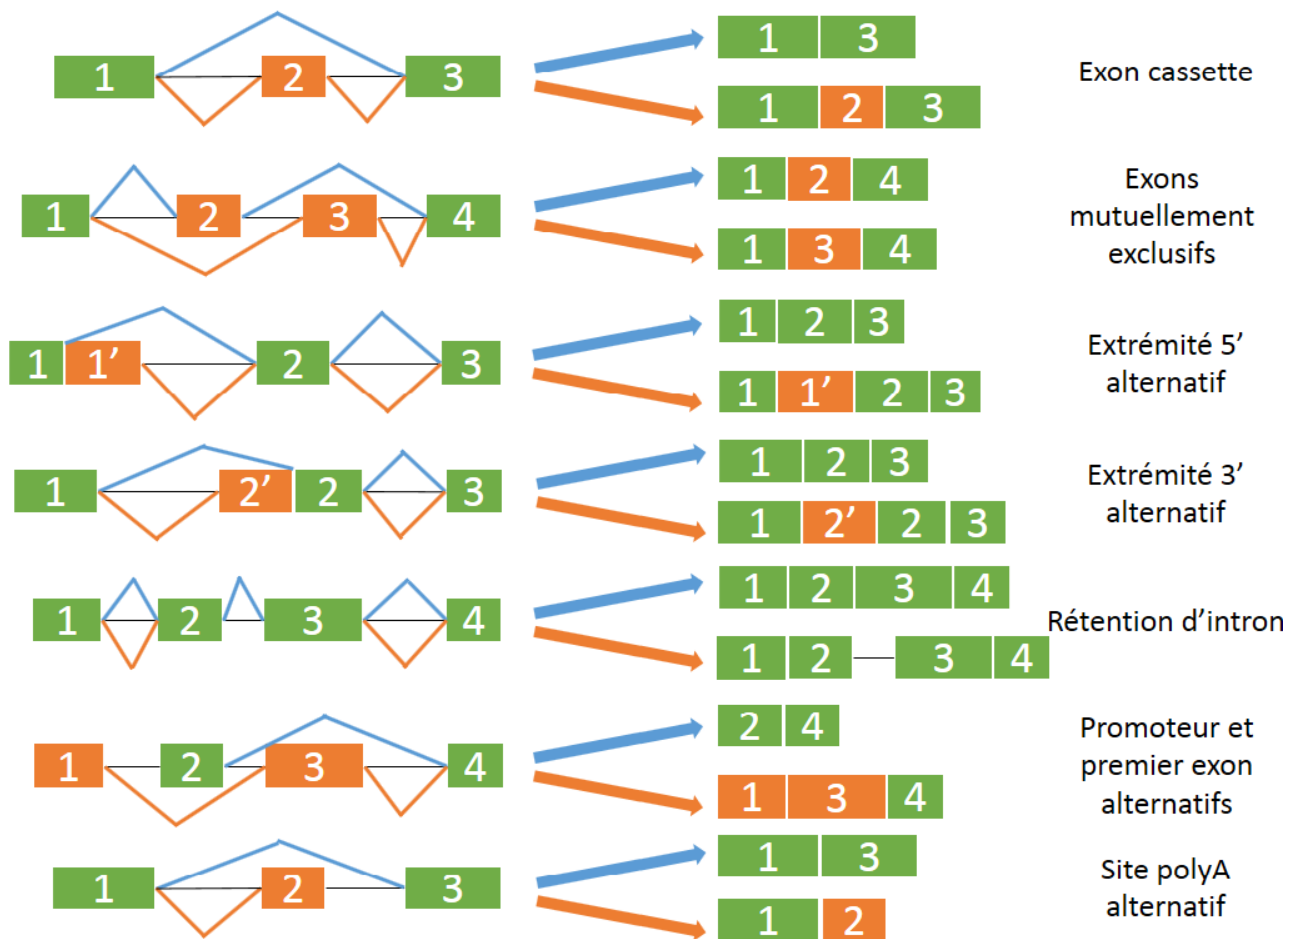 1 2 3
1 3
1 2 3
Exon cassette
1 2 3 4
1 2 4
1 3 4
Exons
mutuellement
exclusifs
1 1’ 2 3
1 2 3
1 1’ 2 3
Extrémité 5’
alternatif
1 2’ 2 3
1 2 3
1 2’ 2 3
Extrémité 3’
alternatif
1 2 3 4
1 2 3 4
1 2 3 4
Rétention d’intron
1 2 3 4
2 4
1 3 4
Promoteur et
premier exon
alternatifs
1 2 3
1 3
1 2
Site polyA
alternatif